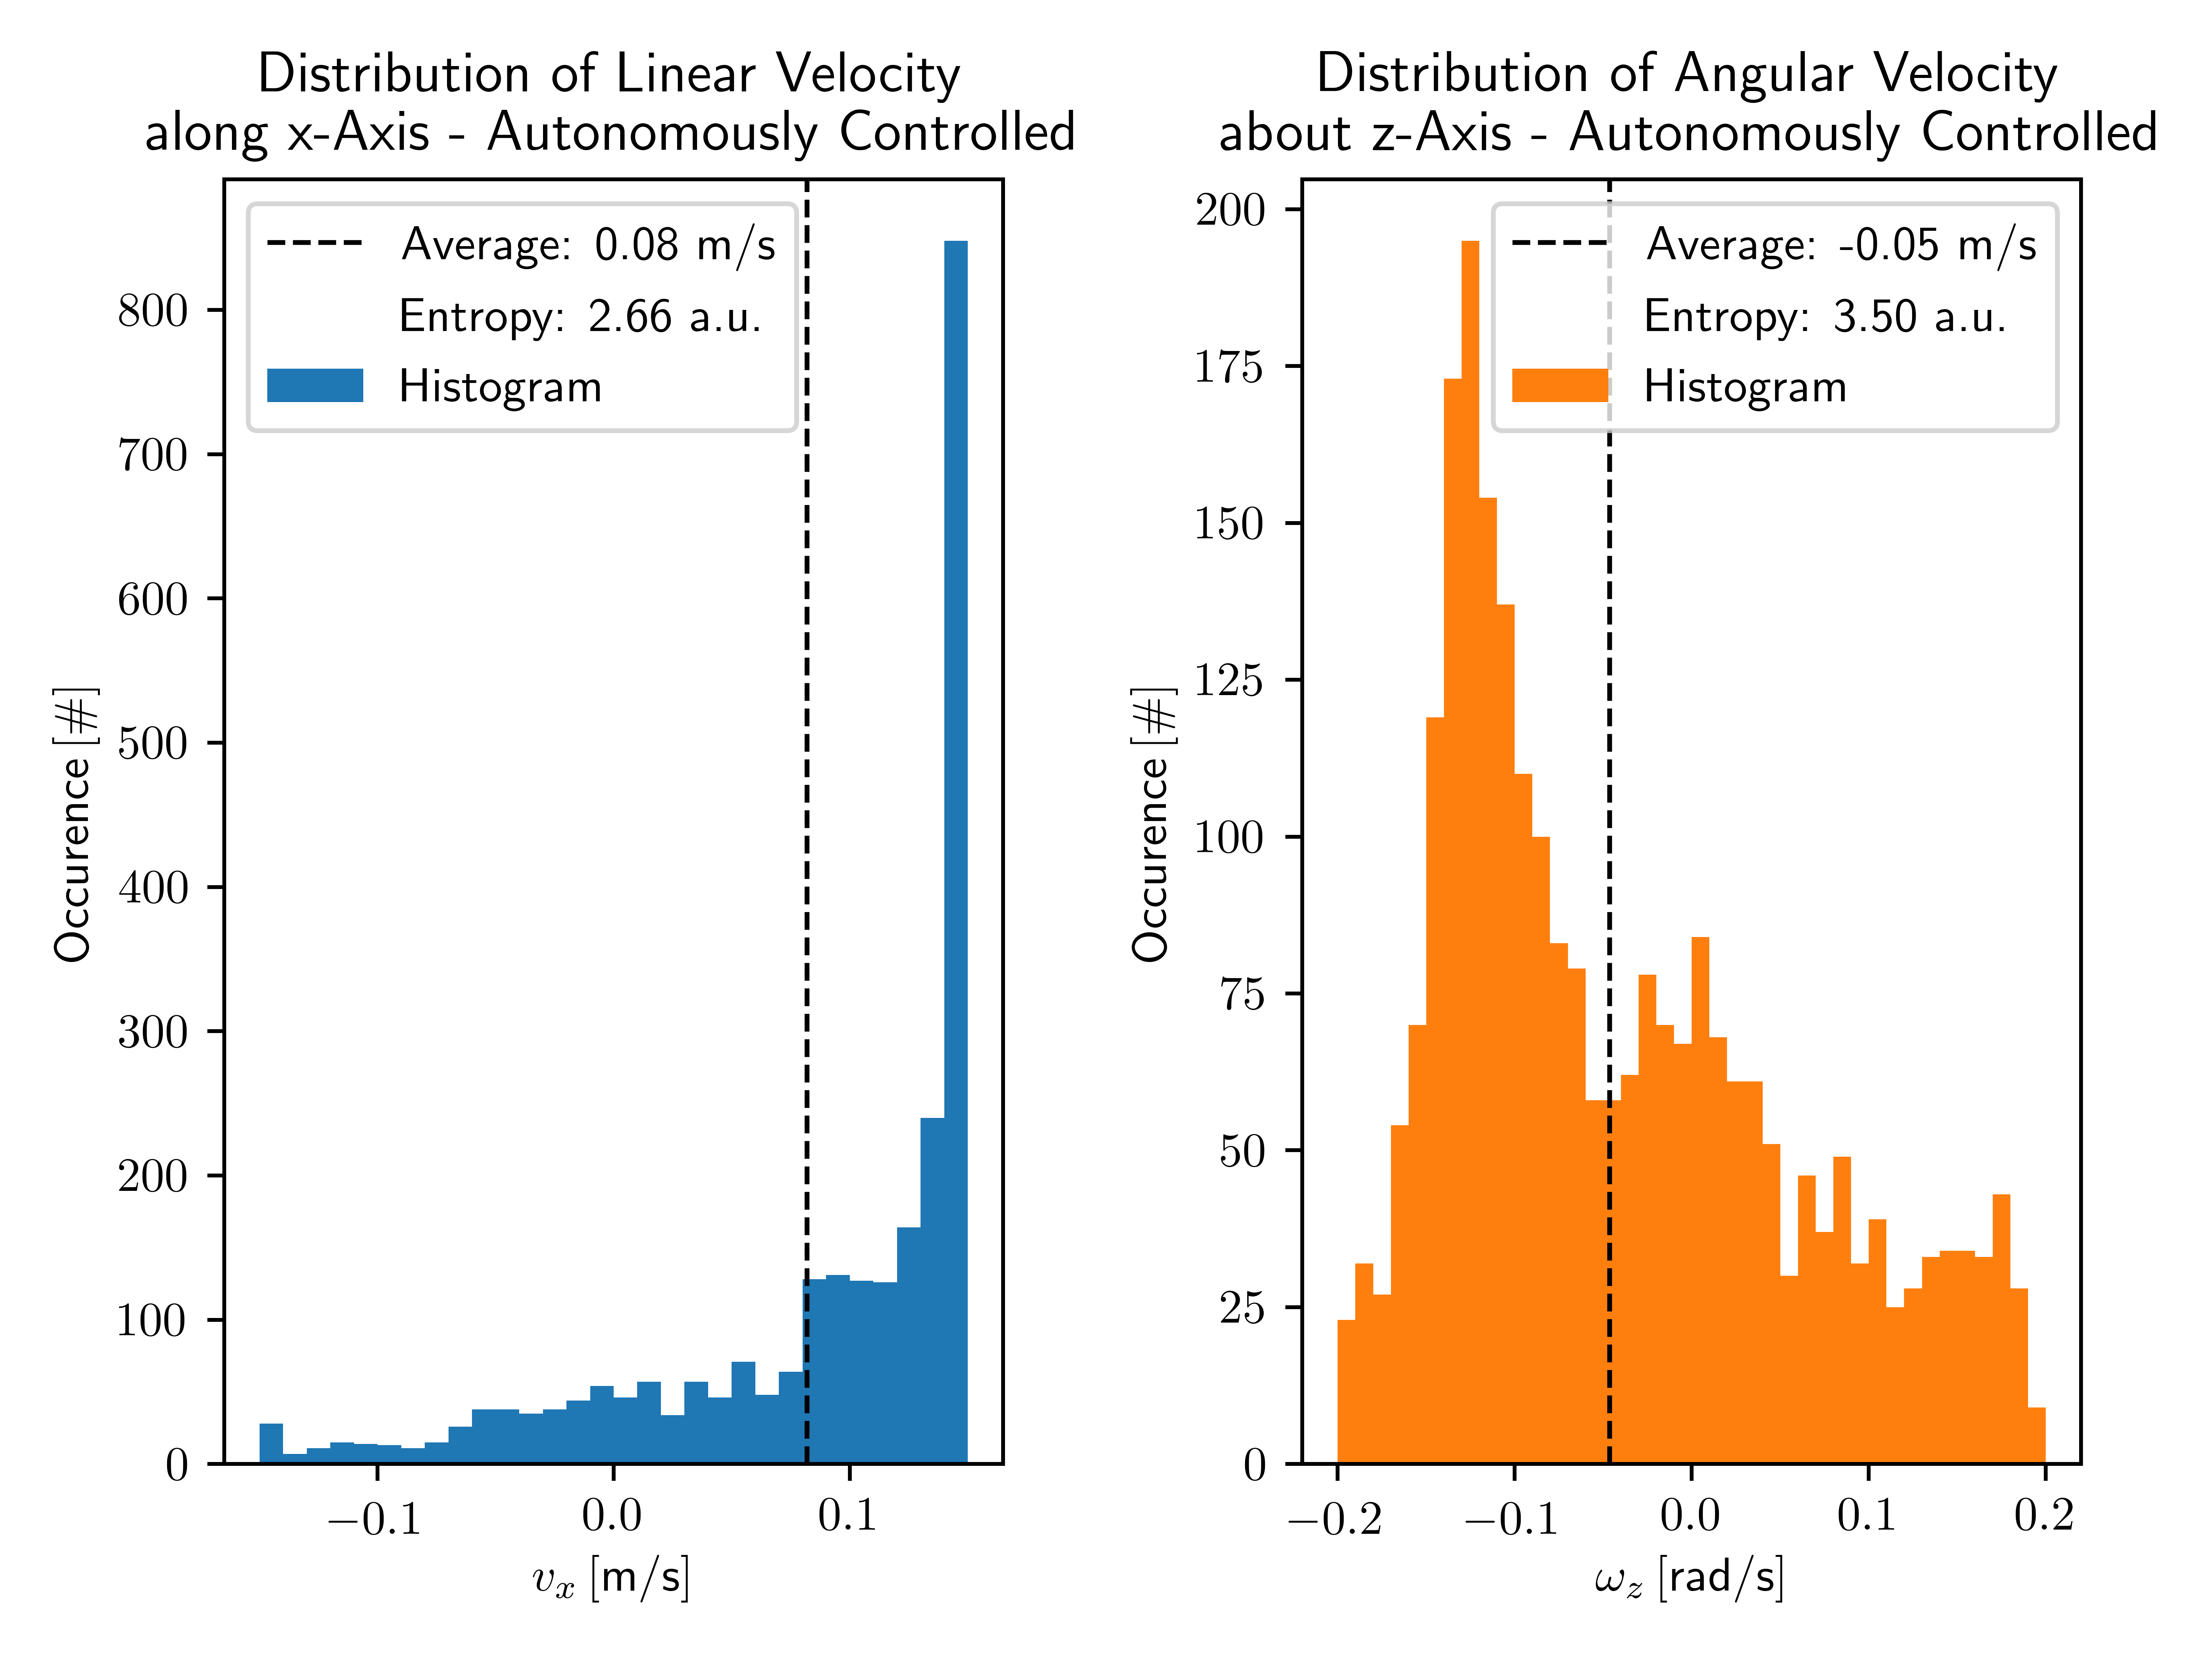 Distribution of Linear Velocity
along x-Axis - Autonomously Controlled
Average: 0.08 m/s
Entropy: 2.66 a.u.
Histogram
800
700
600
500
400
300
200
100
0
Occurence [#]
−0.1
0.0
0.1
v_x [m/s]
Distribution of Angular Velocity
about z-Axis - Autonomously Controlled
Average: -0.05 m/s
Entropy: 3.50 a.u.
Histogram
200
175
150
125
100
75
50
25
0
Occurence [#]
−0.2
−0.1
0.0
0.1
0.2
ω_z [rad/s]